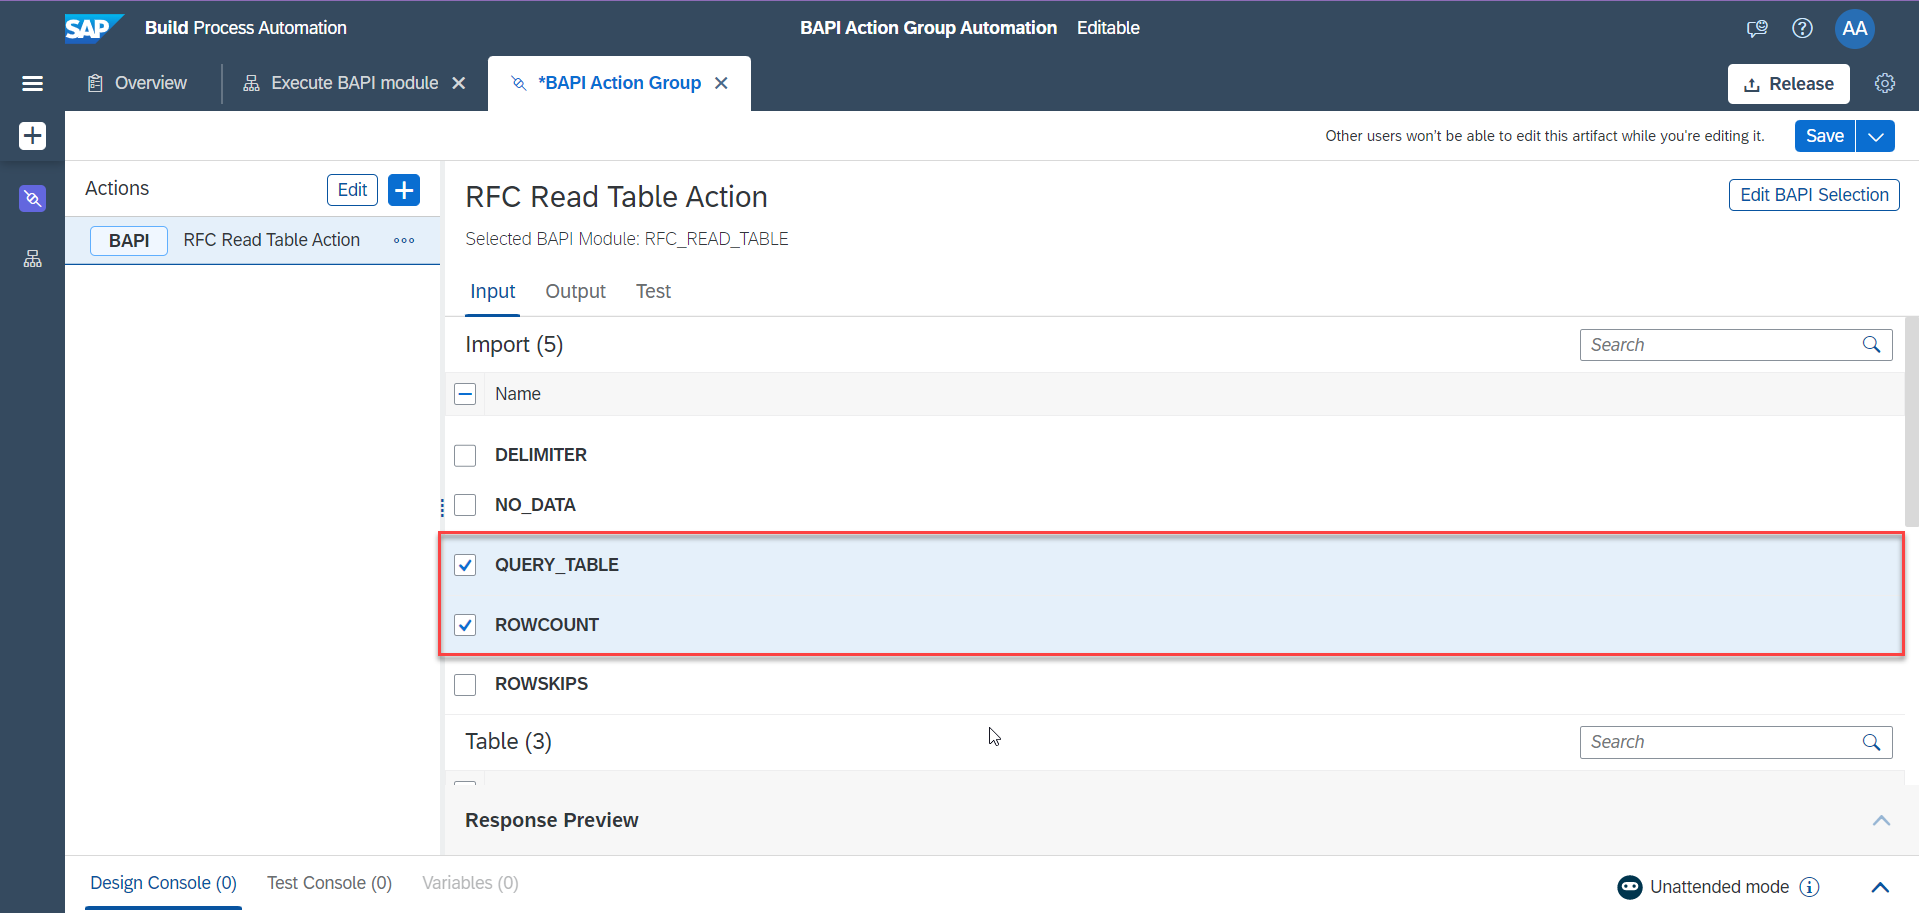 SAP Build Process Automation
BAPI Action Group Automation Editable
AA
Overview
Execute BAPI module
*BAPI Action Group
Release
Other users won't be able to edit this artifact while you're editing it.
Save
Actions
Edit
BAPI RFC Read Table Action
RFC Read Table Action
Edit BAPI Selection
Selected BAPI Module: RFC_READ_TABLE
Input Output Test
Import (5)
Search
Name
DELIMITER
NO_DATA
QUERY_TABLE
ROWCOUNT
ROWSKIPS
Table (3)
Search
Response Preview
Design Console (0) Test Console (0) Variables (0)
Unattended mode